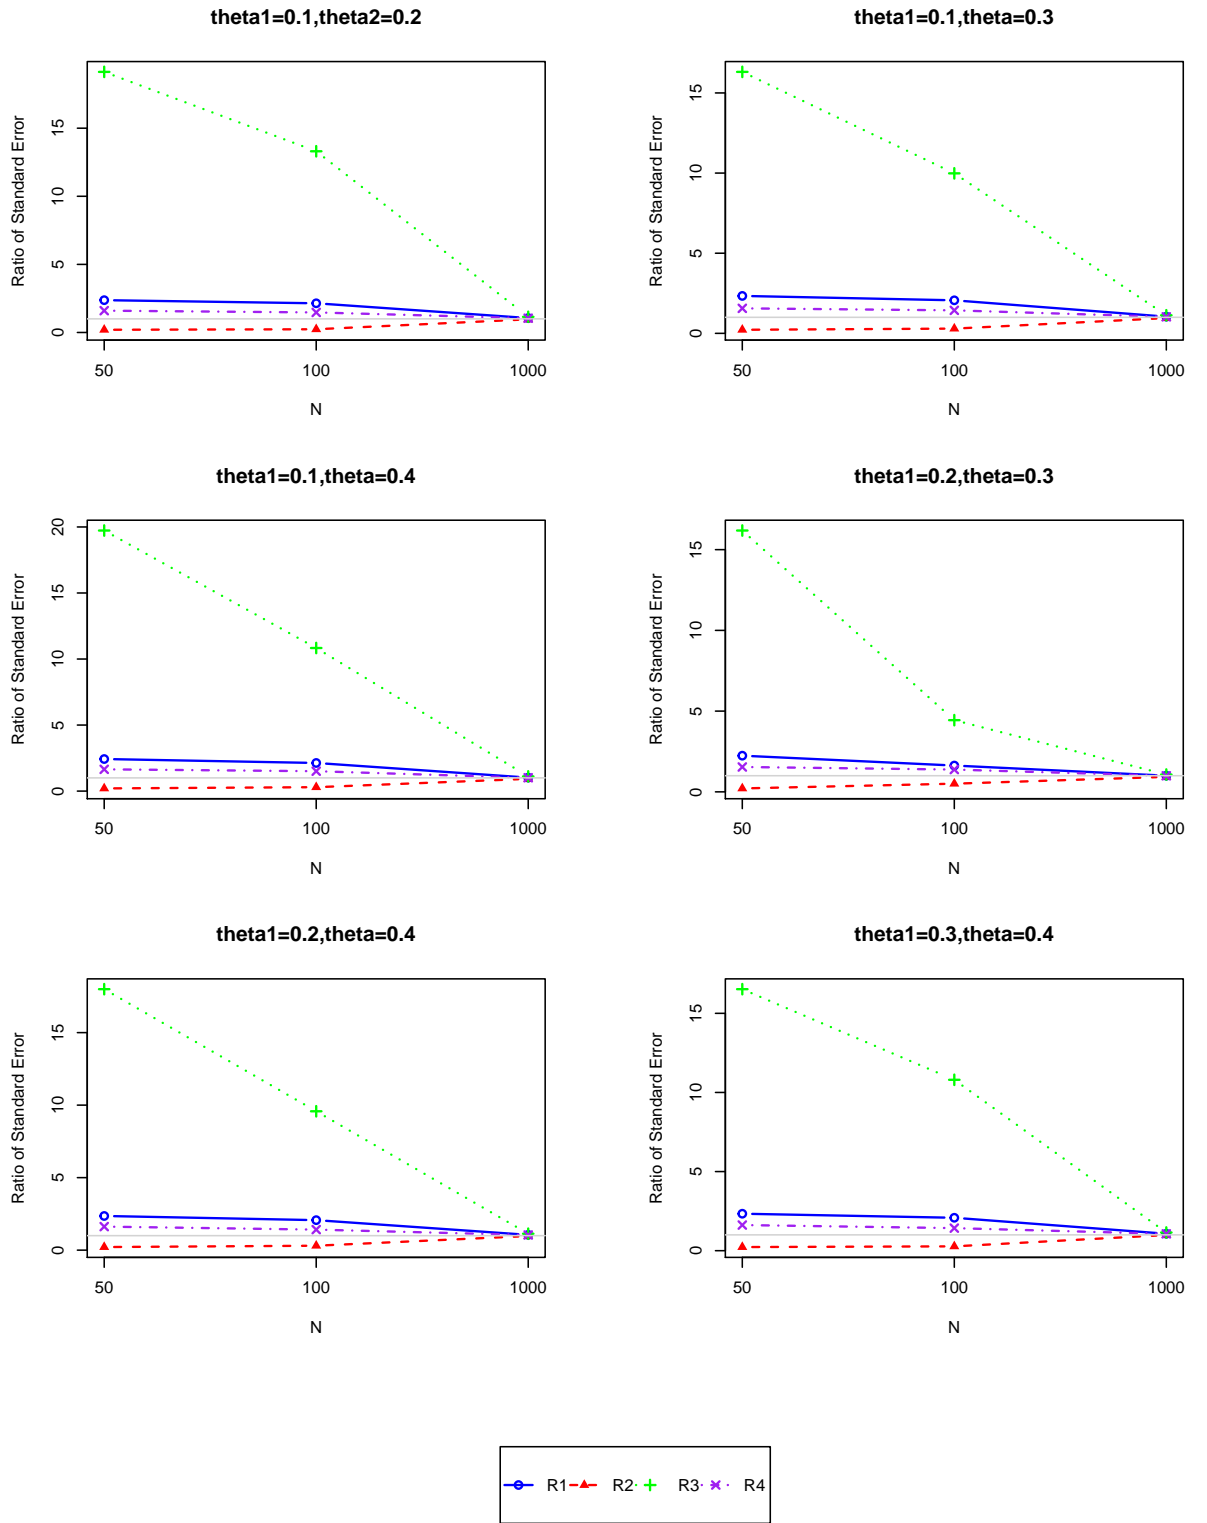 theta1=0.1,theta2=0.2
Ratio of Standard Error
15
10
5
0
50 100 1000
N
theta1=0.1,theta=0.3
Ratio of Standard Error
15
10
5
0
50 100 1000
N
theta1=0.1,theta=0.4
Ratio of Standard Error
20
15
10
5
0
50 100 1000
N
theta1=0.2,theta=0.3
Ratio of Standard Error
15
10
5
0
50 100 1000
N
theta1=0.2,theta=0.4
Ratio of Standard Error
15
10
5
0
50 100 1000
N
theta1=0.3,theta=0.4
Ratio of Standard Error
15
10
5
0
50 100 1000
N
R1 R2 R3 R4